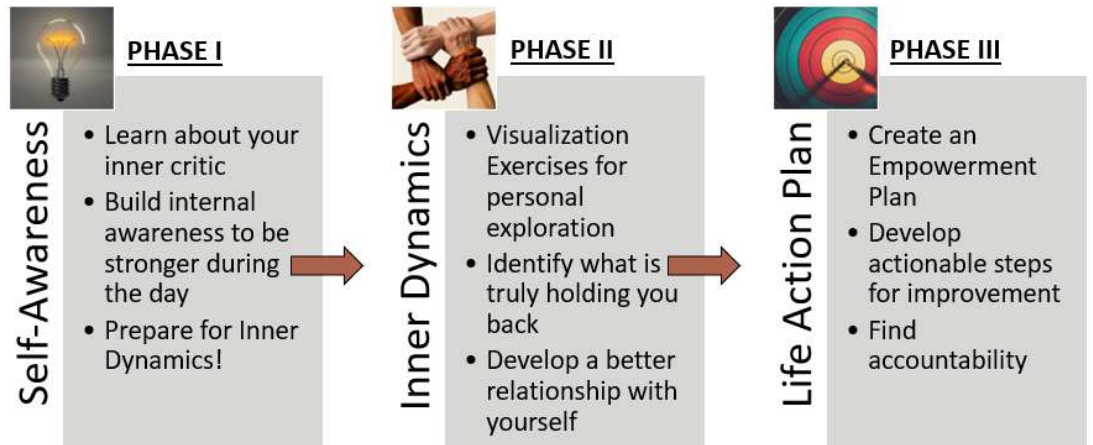 PHASE I
Self-Awareness
• Learn about your
inner critic
• Build internal
awareness to be
stronger during
the day
• Prepare for Inner
Dynamics!
PHASE II
Inner Dynamics
• Visualization
Exercises for
personal
exploration
• Identify what is
truly holding you
back
• Develop a better
relationship with
yourself
PHASE III
Life Action Plan
• Create an
Empowerment
Plan
• Develop
actionable steps
for improvement
• Find
accountability